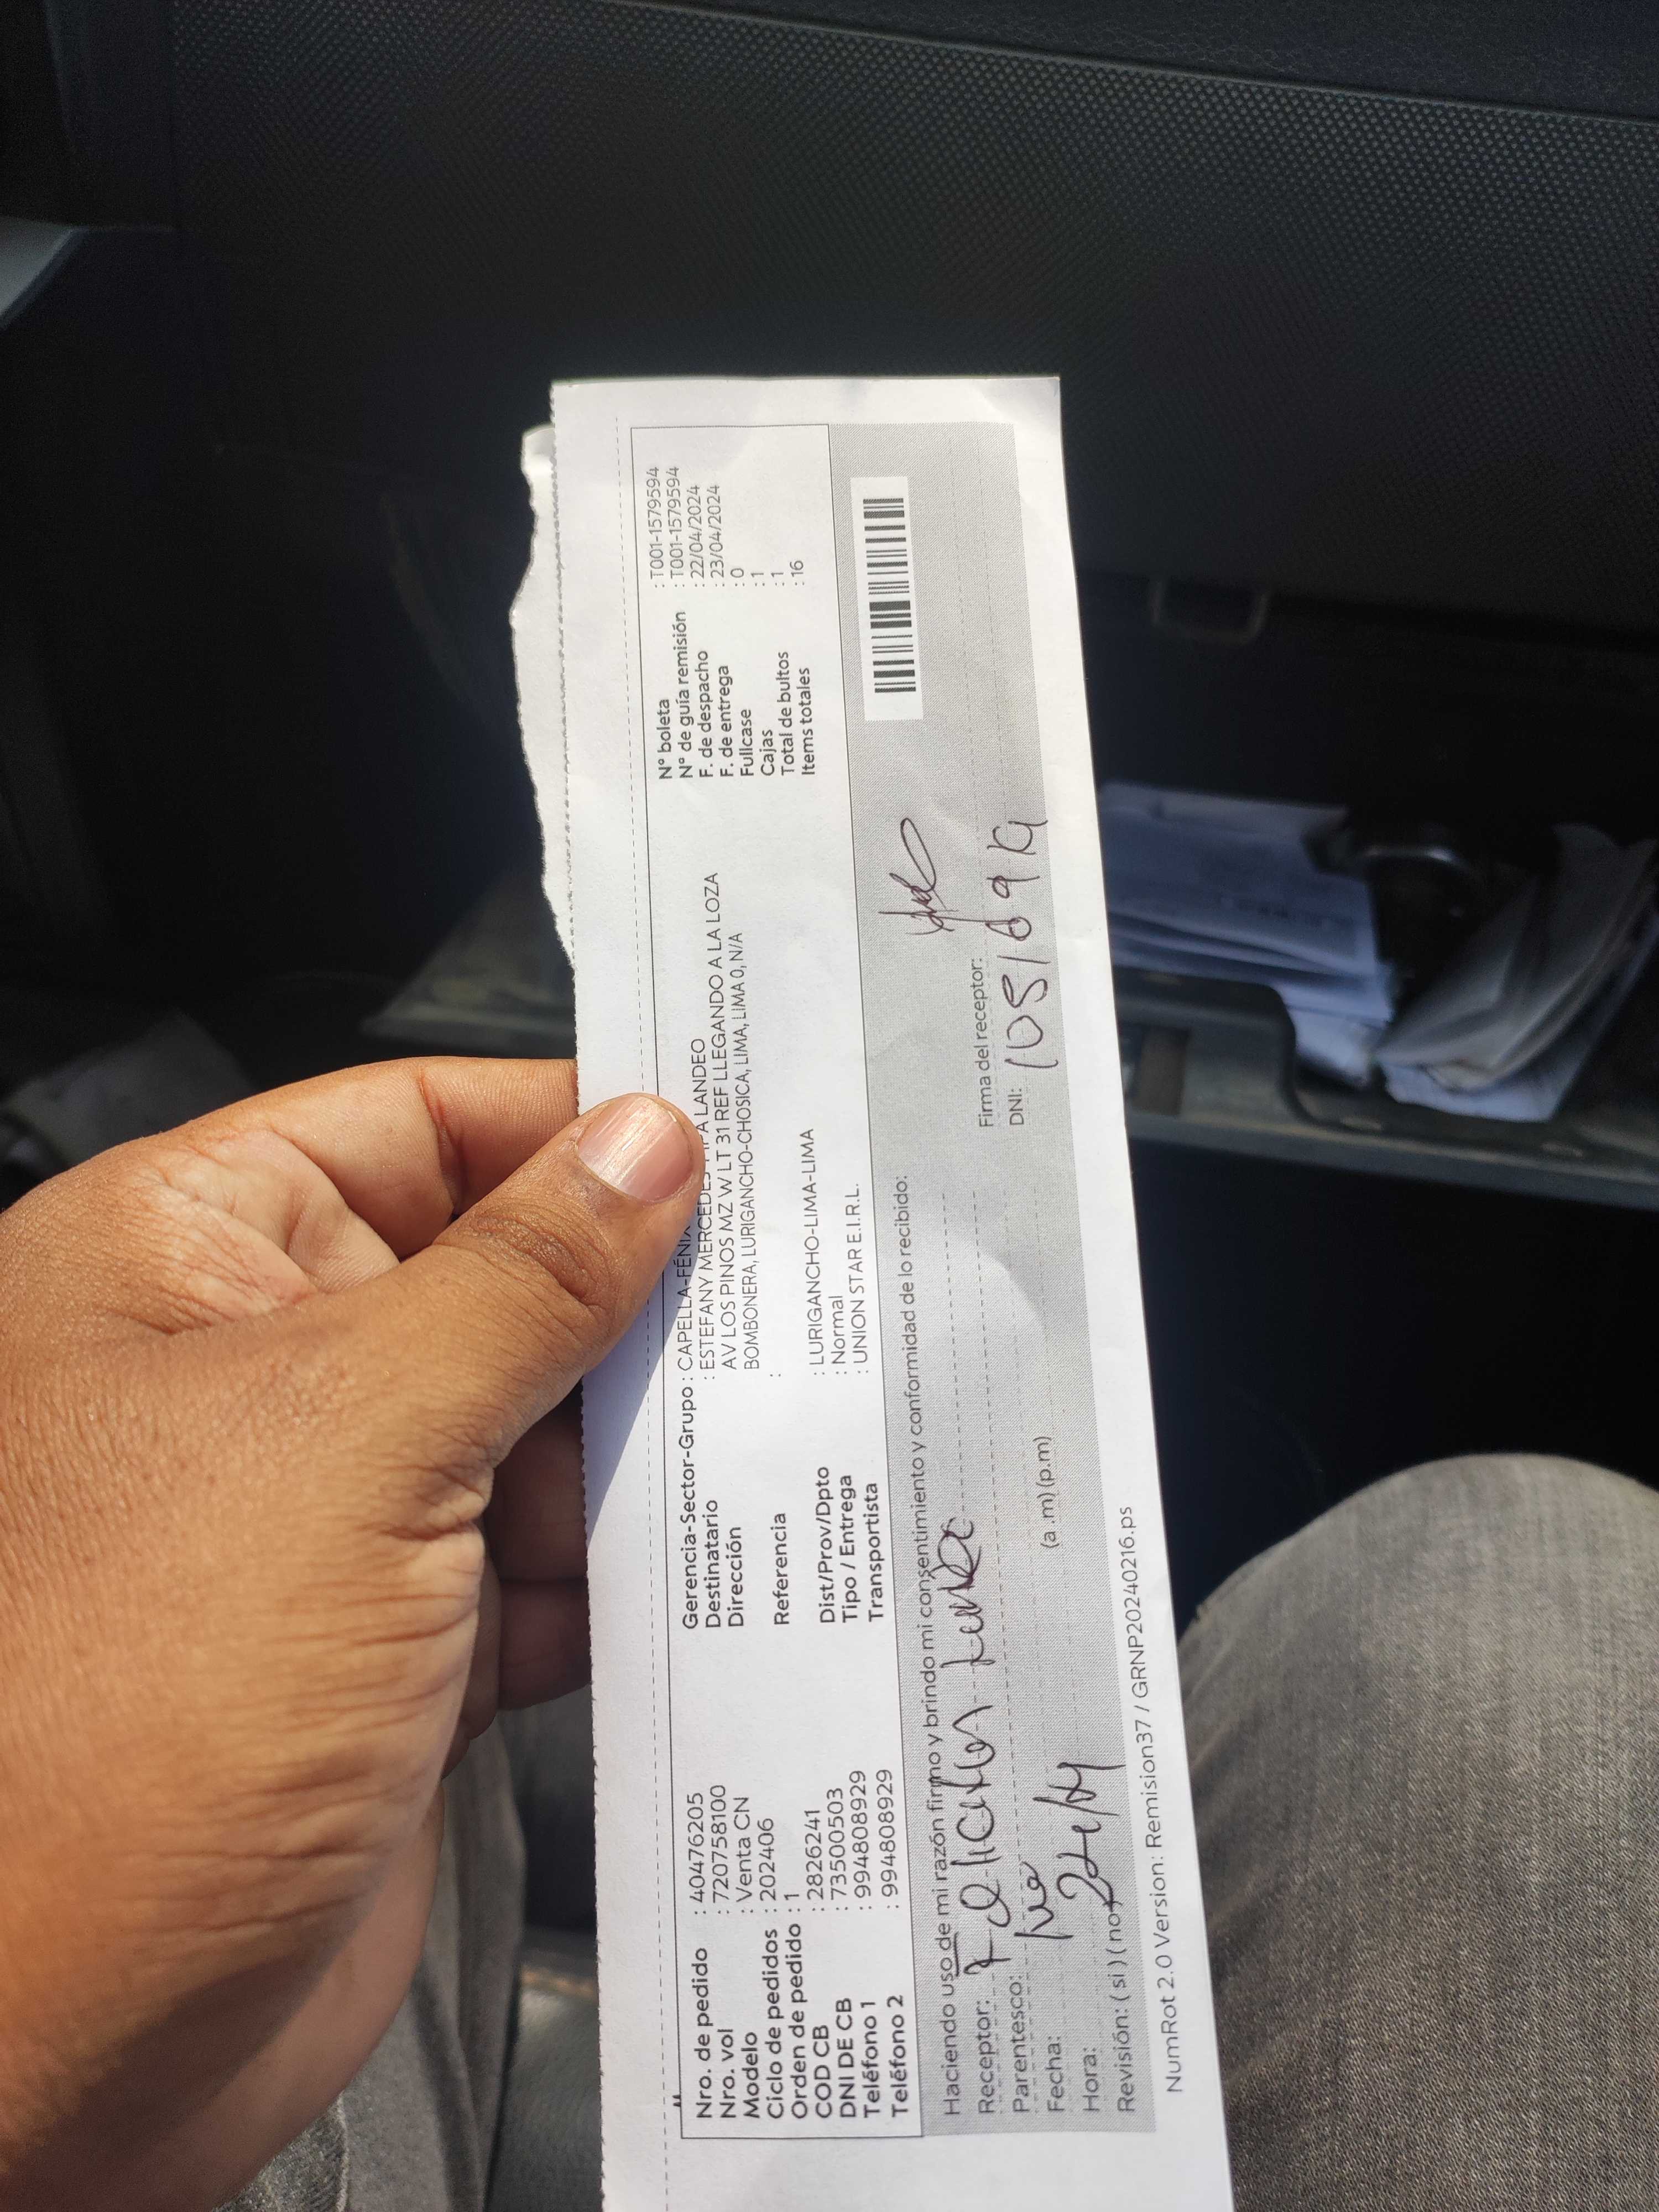 Nro. de pedido : 40476205
Nro. vol : 720758100
Modelo : Venta CN
Ciclo de pedidos : 202406
Orden de pedido : 1
COD CB : 2826241
DNI DE CB : 73500503
Teléfono 1 : 994808929
Teléfono 2 : 994808929
Gerencia-Sector-Grupo : CAPELLA-FÉNIX
Destinatario : ESTEFANY MERCEDES LANDEO
Dirección AV LOS PINOS MZ W LT 31 REF LLEGANDO A LA LOZA
BOMBONERA, LURIGANCHO-CHOSICA, LIMA, LIMA 0, N/A
Referencia :
Dist/Prov/Dpto : LURIGANCHO-LIMA-LIMA
Tipo / Entrega : Normal
Transportista : UNION STAR E.I.R.L.
N° boleta : T001-1579594
N° de guía remisión : T001-1579594
F. de despacho : 22/04/2024
F. de entrega : 23/04/2024
Fullcase : 0
Cajas : 1
Total de bultos : 1
Items totales : 16
Haciendo uso de mi razón firmo y brindo mi consentimiento y conformidad de lo recibido:
Receptor:
Parentesco:
Fecha:
Hora: (a .m) (p.m)
Revisión: ( si ) ( no )
Firma del receptor:
DNI:
NumRot 2.0 Version: Remision37 / GRNP20240216.ps